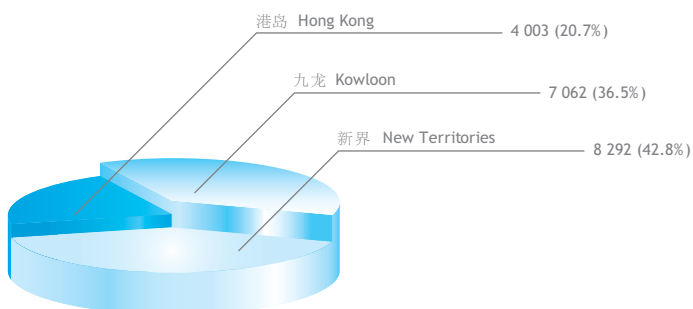 港岛 Hong Kong 4 003 (20.7%)
九龙 Kowloon 7 062 (36.5%)
新界 New Territories 8 292 (42.8%)